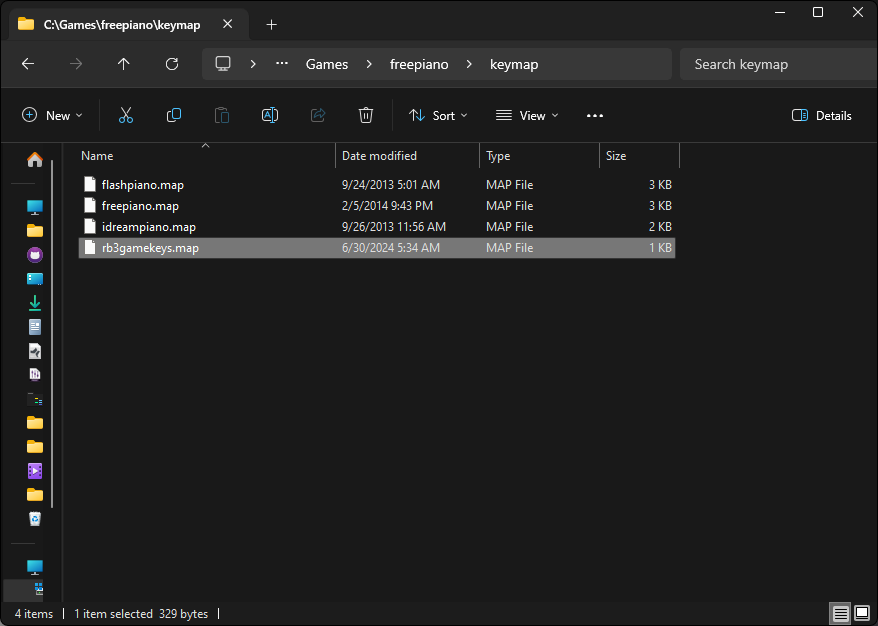 C:\Games\freepiano\keymap
Games freepiano keymap Search keymap
New Sort View Details
Name Date modified Type Size
flashpiano.map 9/24/2013 5:01 AM MAP File 3 KB
freepiano.map 2/5/2014 9:43 PM MAP File 3 KB
idreampiano.map 9/26/2013 11:56 AM MAP File 2 KB
rb3gamekeys.map 6/30/2024 5:34 AM MAP File 1 KB
4 items 1 item selected 329 bytes